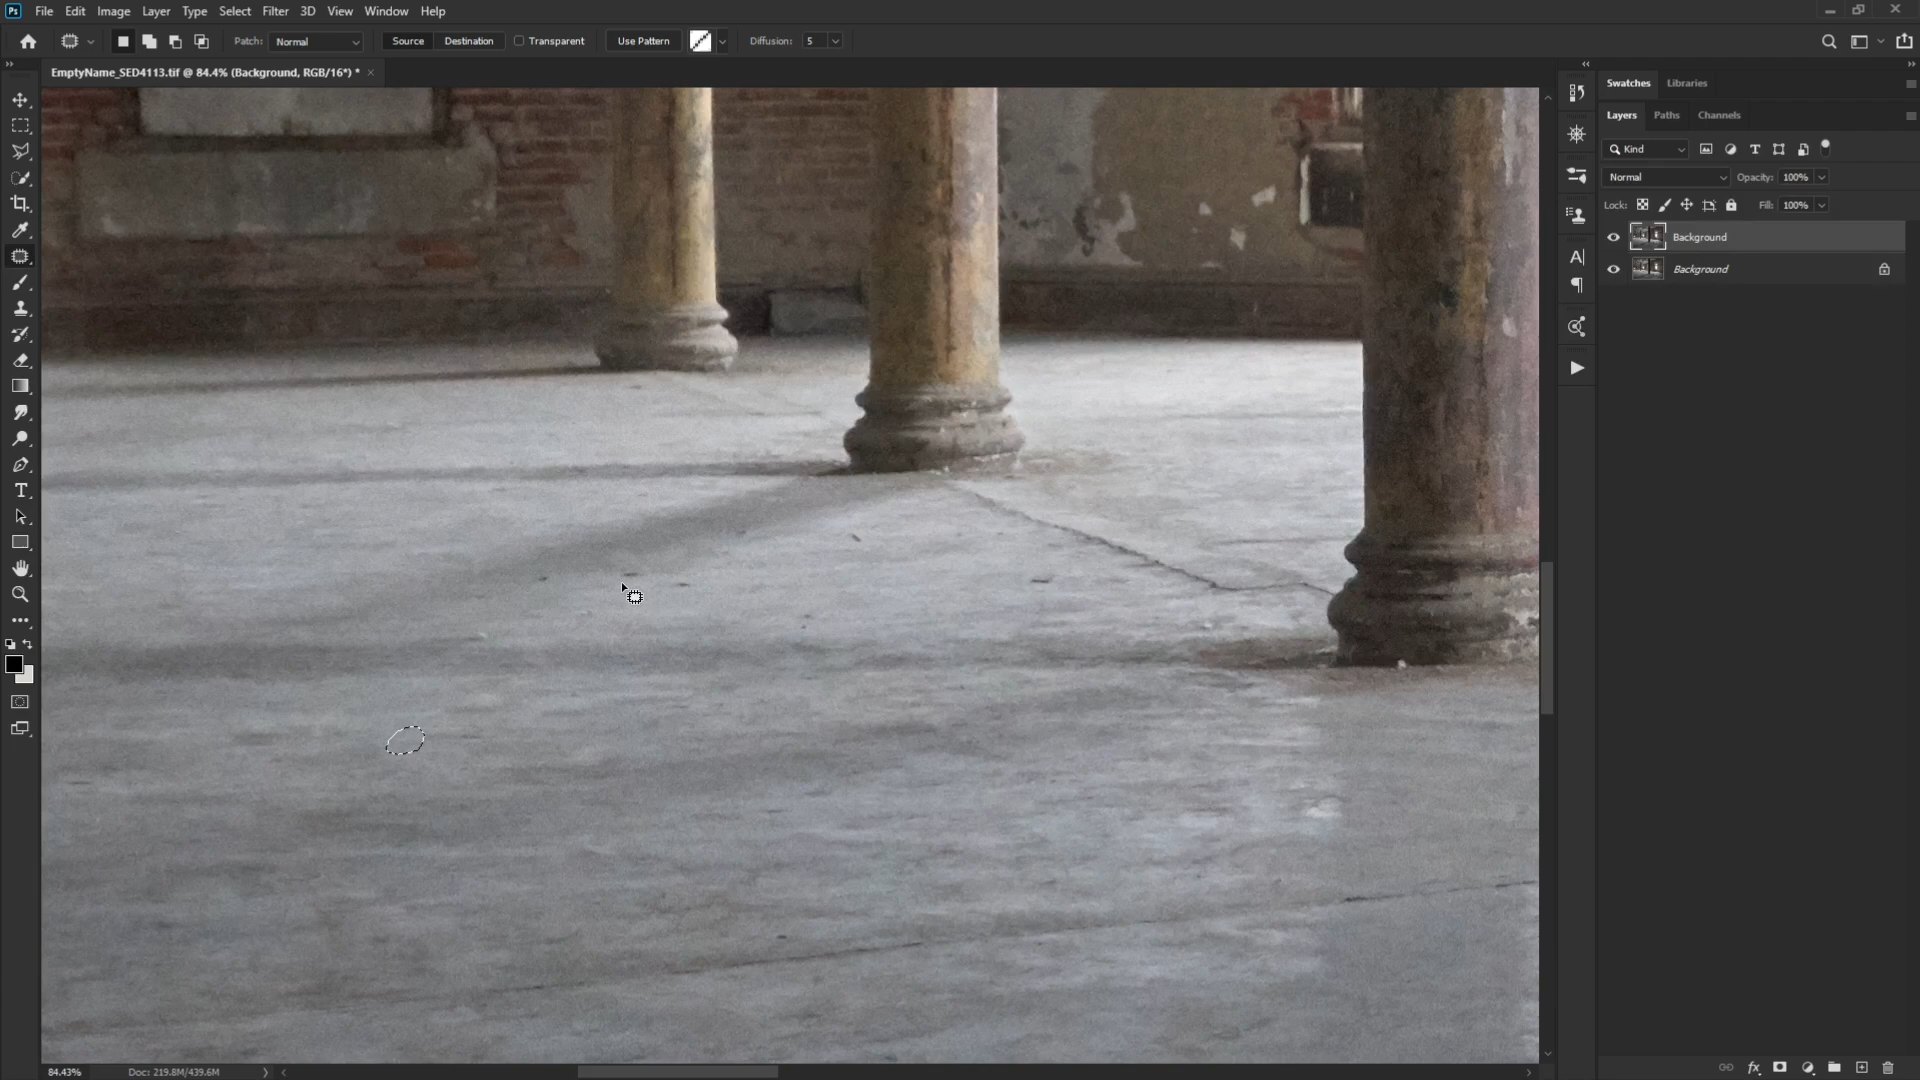 Ps File Edit Image Layer Type Select Filter 3D View Window Help
Patch: Normal Source Destination Transparent Use Pattern Diffusion: 5
EmptyName_SED4113.tif @ 84.4% (Background, RGB/16*) *
Swatches Libraries
Layers Paths Channels
Kind
Normal Opacity: 100%
Lock: Fill: 100%
Background
Background
84.43% Doc: 219.8M/439.6M